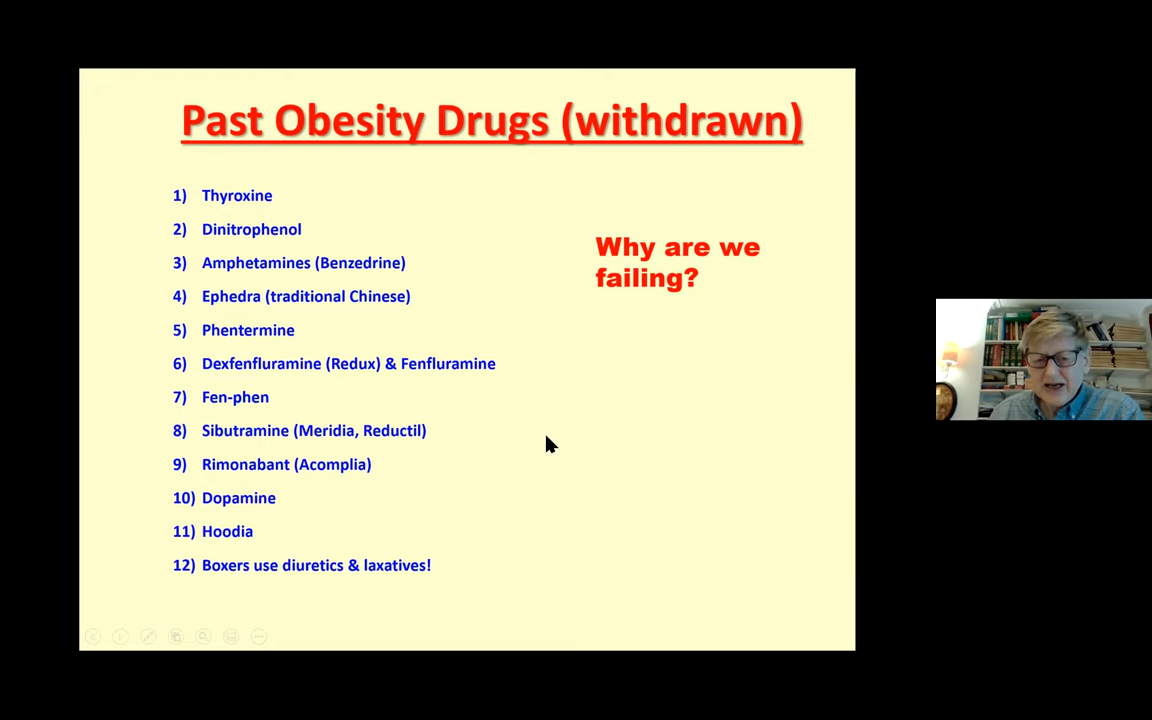 Past Obesity Drugs (withdrawn)
1) Thyroxine
2) Dinitrophenol
3) Amphetamines (Benzedrine)
4) Ephedra (traditional Chinese)
5) Phentermine
6) Dexfenfluramine (Redux) & Fenfluramine
7) Fen-phen
8) Sibutramine (Meridia, Reductil)
9) Rimonabant (Acomplia)
10) Dopamine
11) Hoodia
12) Boxers use diuretics & laxatives!
Why are we
failing?